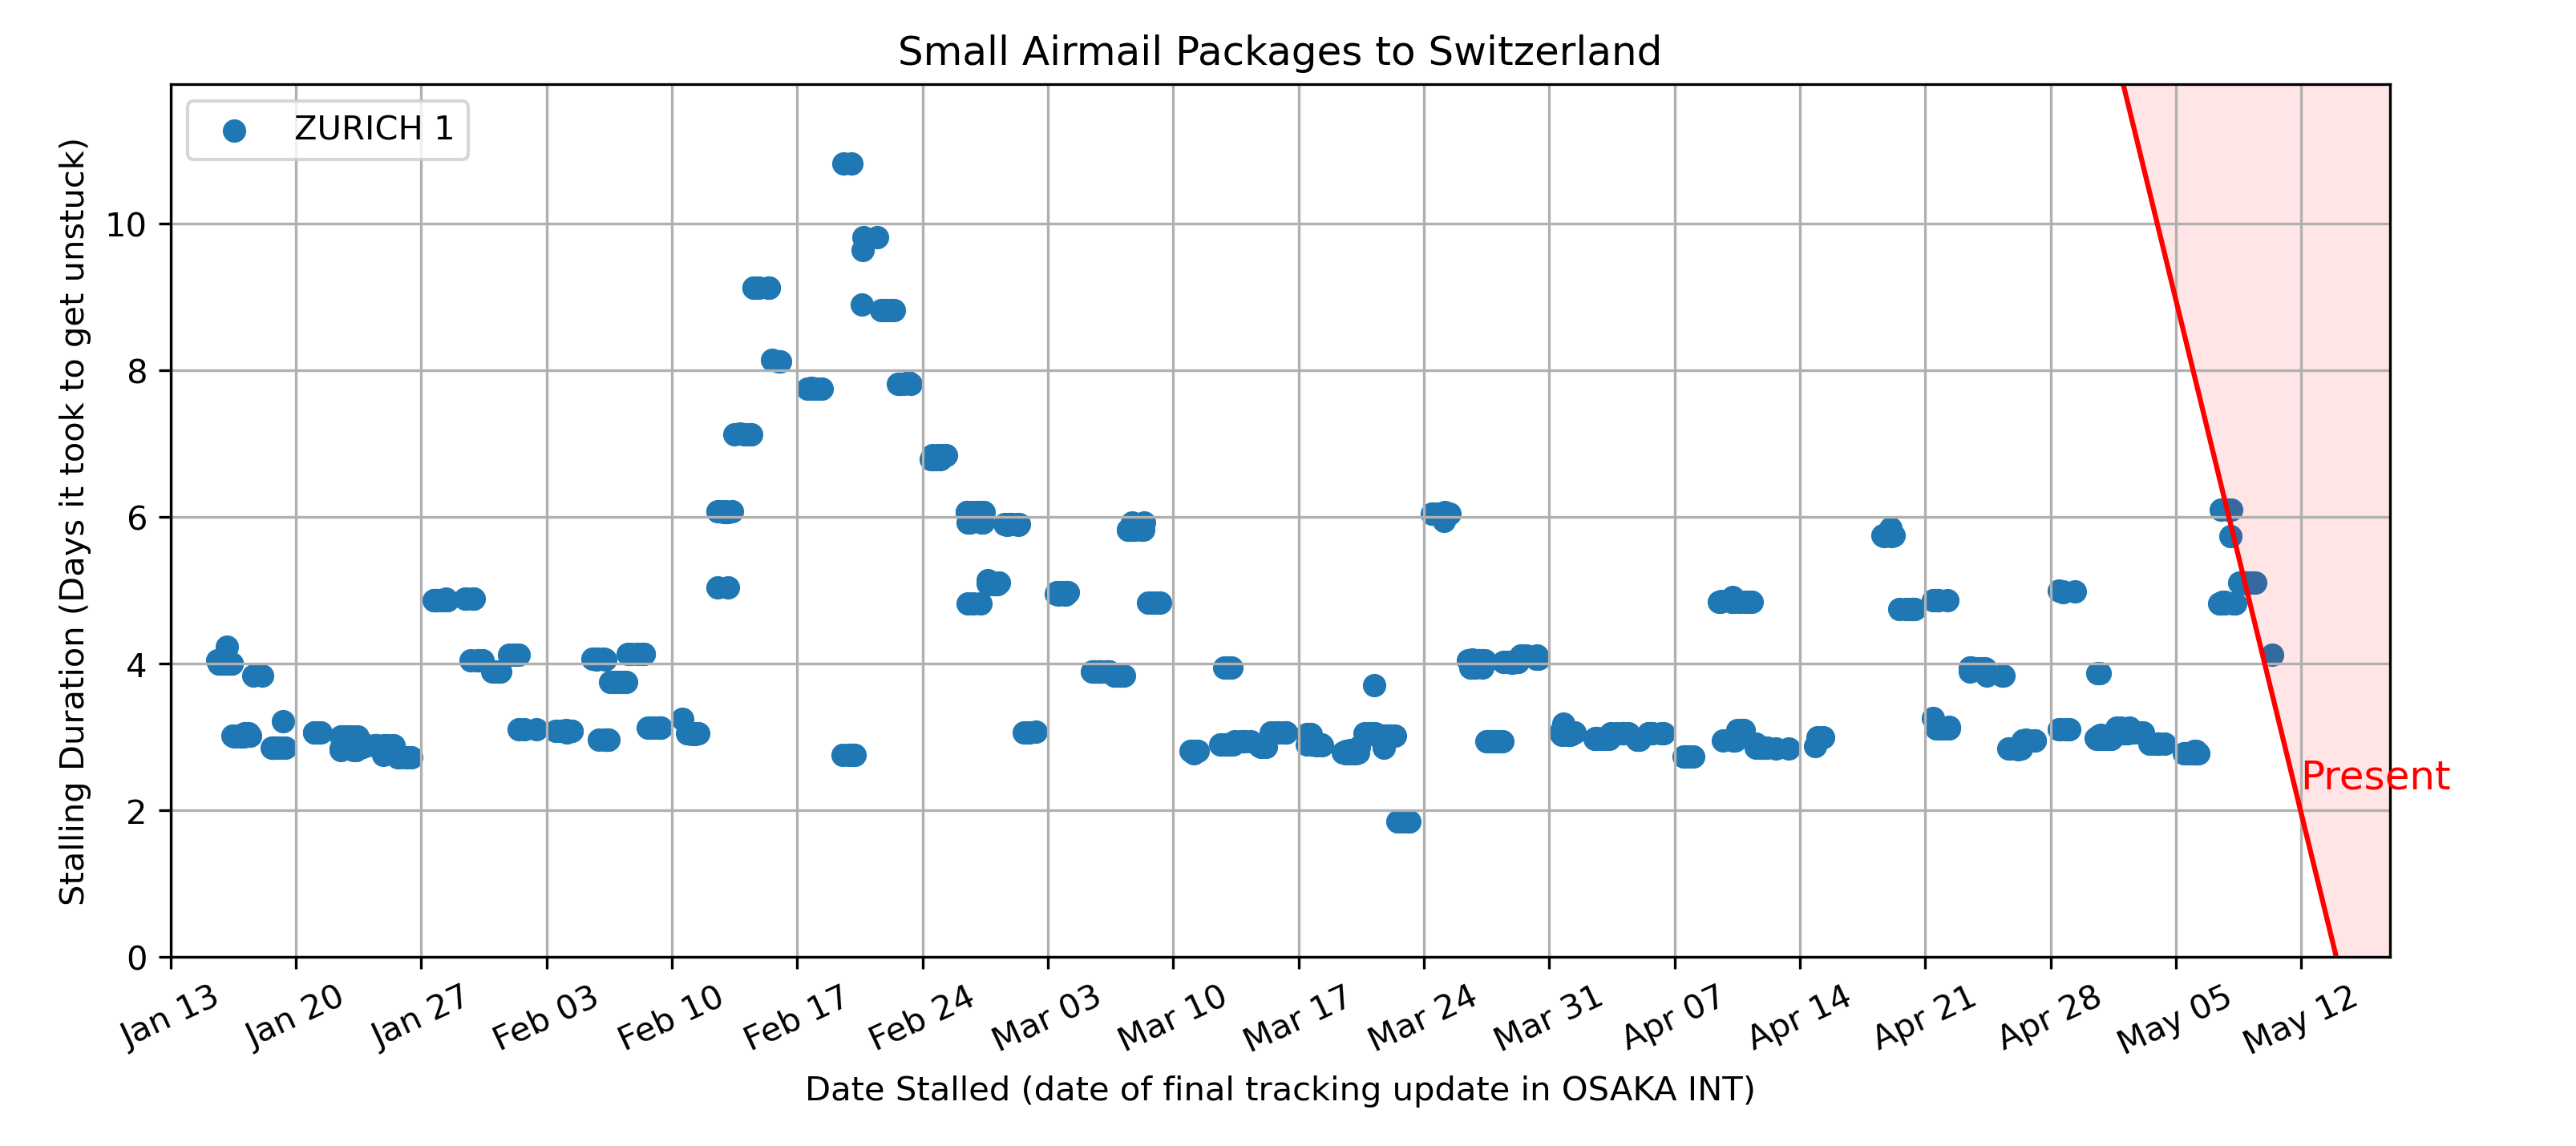 Small Airmail Packages to Switzerland
ZURICH 1
Stalling Duration (Days it took to get unstuck)
10
8
6
4
2
0
Present
Jan 13
Jan 20
Jan 27
Feb 03
Feb 10
Feb 17
Feb 24
Mar 03
Mar 10
Mar 17
Mar 24
Mar 31
Apr 07
Apr 14
Apr 21
Apr 28
May 05
May 12
Date Stalled (date of final tracking update in OSAKA INT)